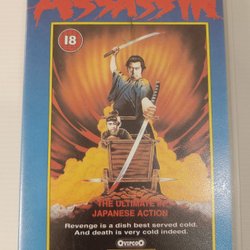 ASSASSIN
18
THE ULTIMATE IN
JAPANESE ACTION
Revenge is a dish best served cold.
And death is very cold indeed.
VIPCO